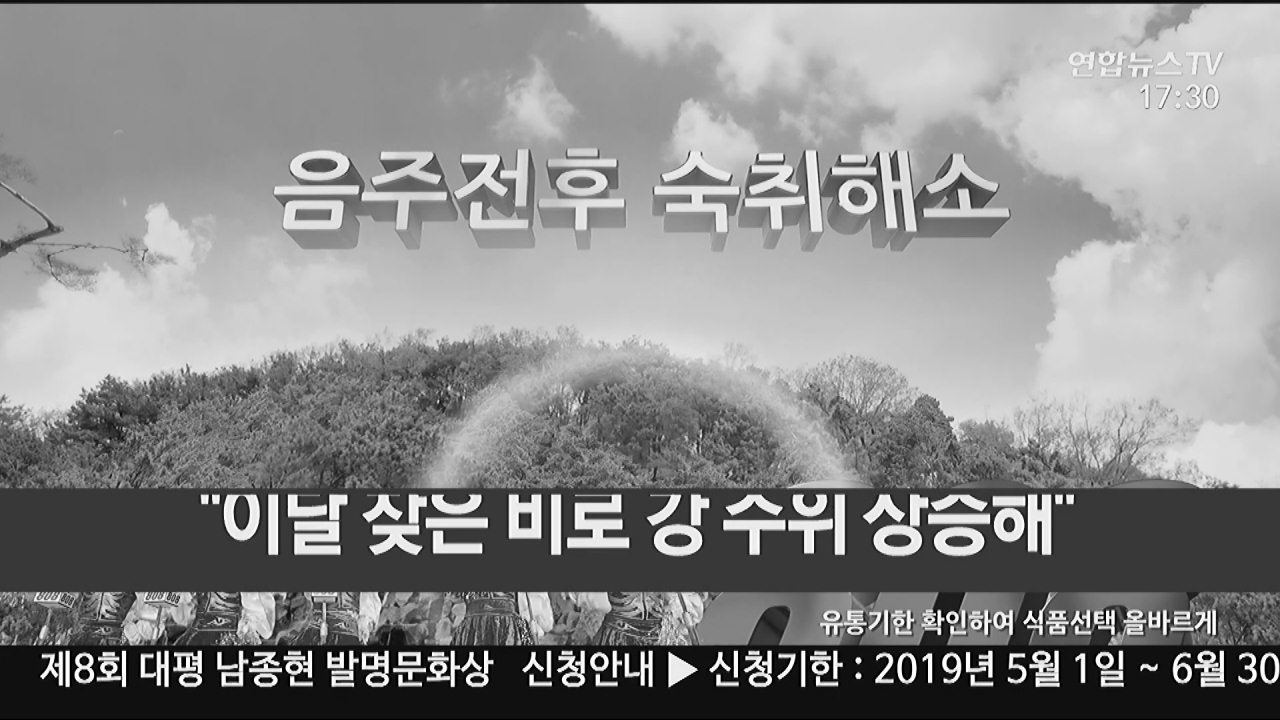 연합뉴스TV
17:30
음주전후 숙취해소
"이달 잦은 비로 강 수위 상승해"
유통기한 확인하여 식품선택 올바르게
제8회 대평 남종현 발명문화상 신청안내 ▶ 신청기한 : 2019년 5월 1일 ~ 6월 30